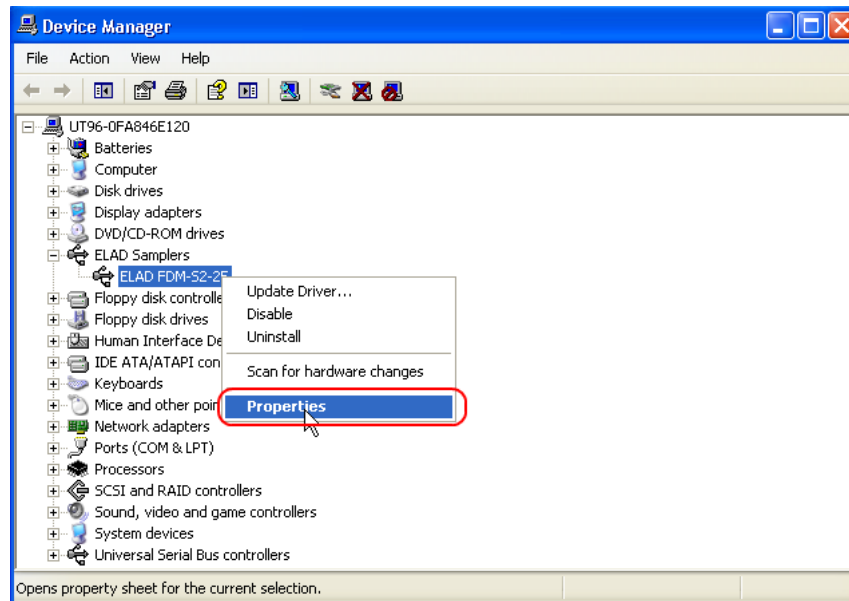 Device Manager
File Action View Help
UT96-0FA846E120
Batteries
Computer
Disk drives
Display adapters
DVD/CD-ROM drives
ELAD Samplers
ELAD FDM-S2-2F
Update Driver...
Floppy disk controlle
Disable
Floppy disk drives
Uninstall
Human Interface De
IDE ATA/ATAPI con
Scan for hardware changes
Keyboards
Mice and other poin
Properties
Network adapters
Ports (COM & LPT)
Processors
SCSI and RAID controllers
Sound, video and game controllers
System devices
Universal Serial Bus controllers
Opens property sheet for the current selection.